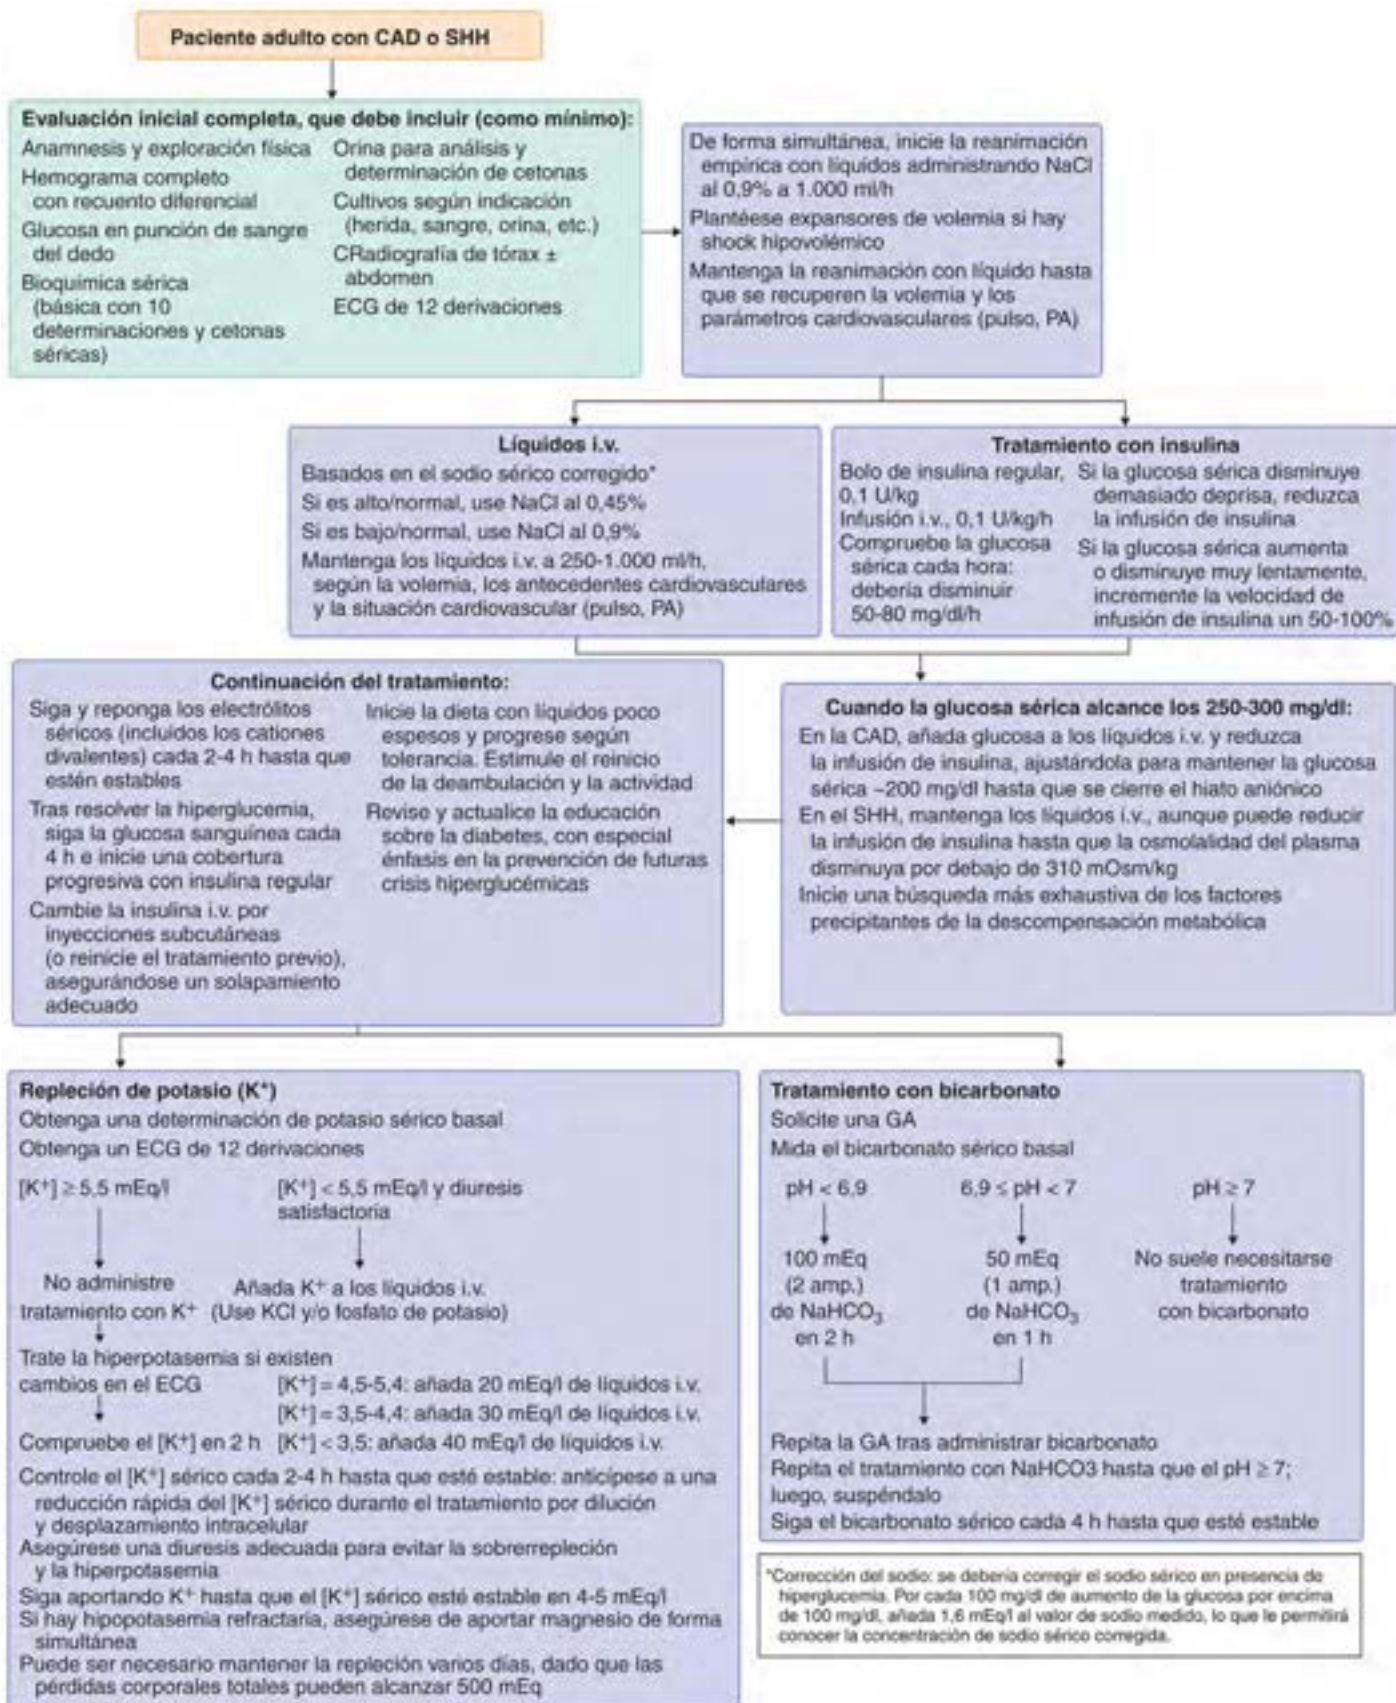 Paciente adulto con CAD o SHH
Evaluación inicial completa, que debe incluir (como mínimo):
Anamnesis y exploración física
Hemograma completo
con recuento diferencial
Glucosa en punción de sangre
del dedo
Bioquímica sérica
(básica con 10
determinaciones y cetonas
séricas)
Orina para análisis y
determinación de cetonas
Cultivos según indicación
(herida, sangre, orina, etc.)
CRadiografía de tórax ±
abdomen
ECG de 12 derivaciones
De forma simultánea, inicie la reanimación
empírica con líquidos administrando NaCl
al 0,9% a 1.000 ml/h
Plantéese expansores de volemia si hay
shock hipovolémico
Mantenga la reanimación con líquido hasta
que se recuperen la volemia y los
parámetros cardiovasculares (pulso, PA)
Líquidos i.v.
Basados en el sodio sérico corregido*
Si es alto/normal, use NaCl al 0,45%
Si es bajo/normal, use NaCl al 0,9%
Mantenga los líquidos i.v. a 250-1.000 ml/h,
según la volemia, los antecedentes cardiovasculares
y la situación cardiovascular (pulso, PA)
Tratamiento con insulina
Bolo de insulina regular,
0,1 U/kg
Infusión i.v., 0,1 U/kg/h
Compruebe la glucosa
sérica cada hora:
debería disminuir
50-80 mg/dl/h
Si la glucosa sérica disminuye
demasiado deprisa, reduzca
la infusión de insulina
Si la glucosa sérica aumenta
o disminuye muy lentamente,
incremente la velocidad de
infusión de insulina un 50-100%
Cuando la glucosa sérica alcance los 250-300 mg/dl:
En la CAD, añada glucosa a los líquidos i.v. y reduzca
la infusión de insulina, ajustándola para mantener la glucosa
sérica ~200 mg/dl hasta que se cierre el hiato aniónico
En el SHH, mantenga los líquidos i.v., aunque puede reducir
la infusión de insulina hasta que la osmolalidad del plasma
disminuya por debajo de 310 mOsm/kg
Inicie una búsqueda más exhaustiva de los factores
precipitantes de la descompensación metabólica
Continuación del tratamiento:
Siga y reponga los electrólitos
séricos (incluidos los cationes
divalentes) cada 2-4 h hasta que
estén estables
Tras resolver la hiperglucemia,
siga la glucosa sanguínea cada
4 h e inicie una cobertura
progresiva con insulina regular
Cambie la insulina i.v. por
inyecciones subcutáneas
(o reinicie el tratamiento previo),
asegurándose un solapamiento
adecuado
Inicie la dieta con líquidos poco
espesos y progrese según
tolerancia. Estimule el reinicio
de la deambulación y la actividad
Revise y actualice la educación
sobre la diabetes, con especial
énfasis en la prevención de futuras
crisis hiperglucémicas
Repleción de potasio (K⁺)
Obtenga una determinación de potasio sérico basal
Obtenga un ECG de 12 derivaciones
[K⁺] ≥ 5,5 mEq/l
No administre
tratamiento con K⁺
Trate la hiperpotasemia si existen
cambios en el ECG
Compruebe el [K⁺] en 2 h
[K⁺] < 5,5 mEq/l y diuresis
satisfactoria
Añada K⁺ a los líquidos i.v.
(Use KCl y/o fosfato de potasio)
[K⁺] = 4,5-5,4: añada 20 mEq/l de líquidos i.v.
[K⁺] = 3,5-4,4: añada 30 mEq/l de líquidos i.v.
[K⁺] < 3,5: añada 40 mEq/l de líquidos i.v.
Controle el [K⁺] sérico cada 2-4 h hasta que esté estable: anticípese a una
reducción rápida del [K⁺] sérico durante el tratamiento por dilución
y desplazamiento intracelular
Asegúrese una diuresis adecuada para evitar la sobrerrepleción
y la hiperpotasemia
Siga aportando K⁺ hasta que el [K⁺] sérico esté estable en 4-5 mEq/l
Si hay hipopotasemia refractaria, asegúrese de aportar magnesio de forma
simultánea
Puede ser necesario mantener la repleción varios días, dado que las
pérdidas corporales totales pueden alcanzar 500 mEq
Tratamiento con bicarbonato
Solicite una GA
Mida el bicarbonato sérico basal
pH < 6,9
100 mEq
(2 amp.)
de NaHCO₃
en 2 h
6,9 ≤ pH < 7
50 mEq
(1 amp.)
de NaHCO₃
en 1 h
pH ≥ 7
No suele necesitarse
tratamiento
con bicarbonato
Repita la GA tras administrar bicarbonato
Repita el tratamiento con NaHCO3 hasta que el pH ≥ 7;
luego, suspéndalo
Siga el bicarbonato sérico cada 4 h hasta que esté estable
*Corrección del sodio: se debería corregir el sodio sérico en presencia de
hiperglucemia. Por cada 100 mg/dl de aumento de la glucosa por encima
de 100 mg/dl, añada 1,6 mEq/l al valor de sodio medido, lo que le permitirá
conocer la concentración de sodio sérico corregida.